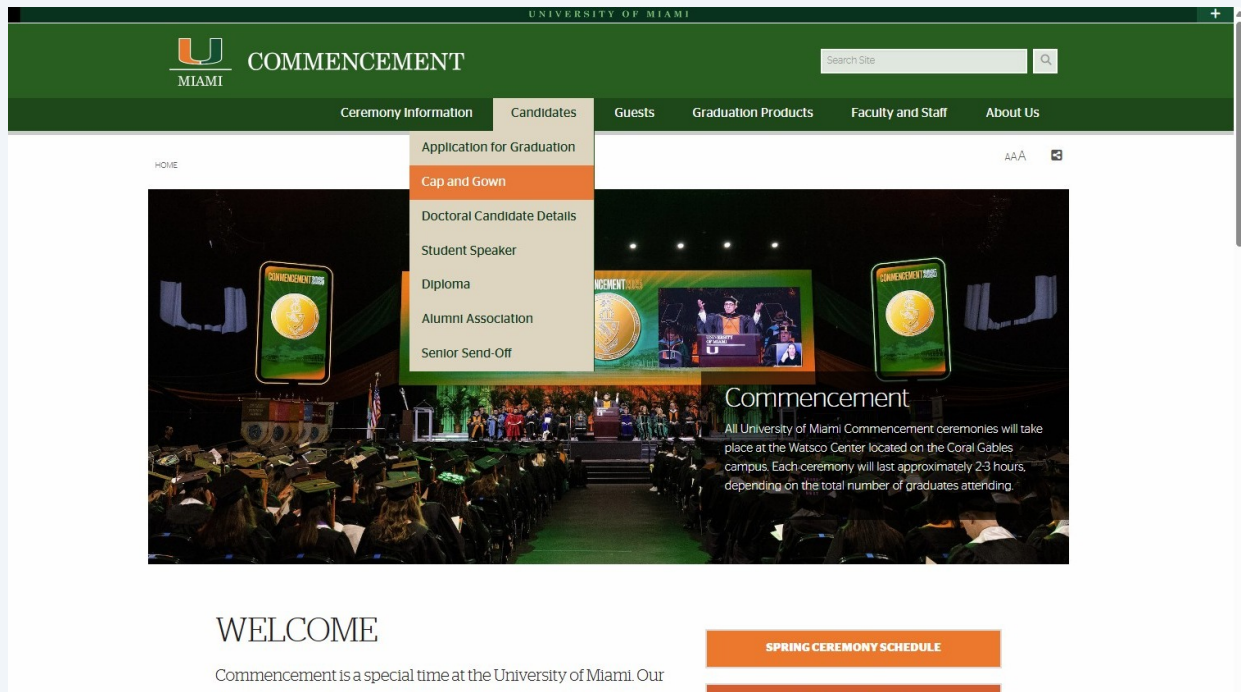 UNIVERSITY OF MIAMI
+
MIAMI
COMMENCEMENT
Search Site
Ceremony Information
Candidates
Guests
Graduation Products
Faculty and Staff
About Us
Application for Graduation
Cap and Gown
Doctoral Candidate Details
Student Speaker
Diploma
Alumni Association
Senior Send-Off
HOME
AAA
COMMENCEMENT
COMMENCEMENT
UNIVERSITY
OF MIAMI
U
Commencement
All University of Miami Commencement ceremonies will take
place at the Watsco Center located on the Coral Gables
campus. Each ceremony will last approximately 2-3 hours,
depending on the total number of graduates attending.
WELCOME
Commencement is a special time at the University of Miami. Our
SPRING CEREMONY SCHEDULE